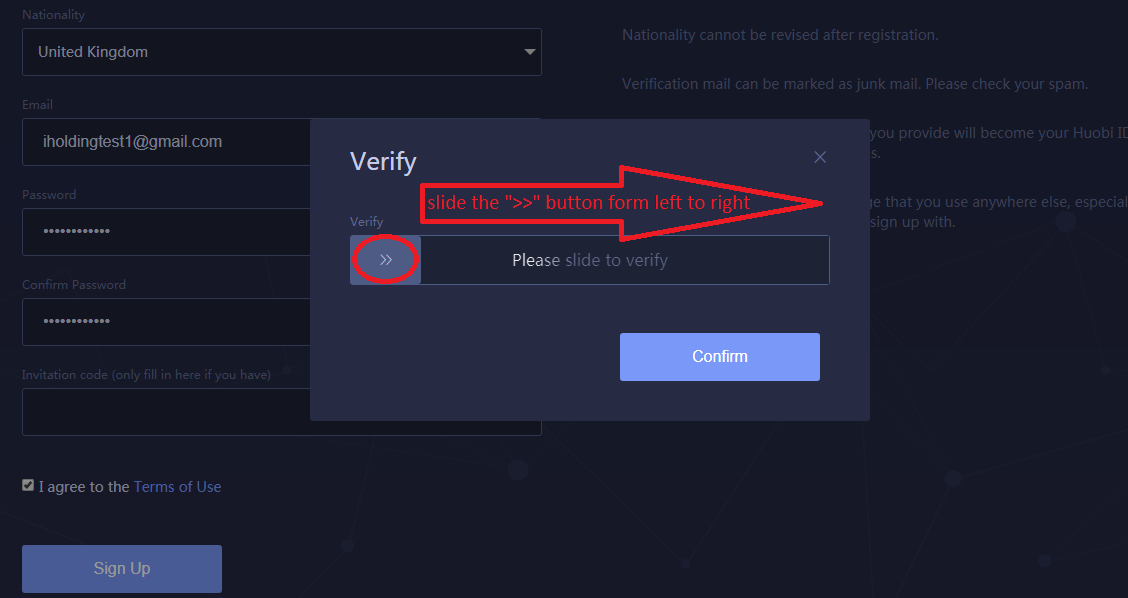 Nationality
United Kingdom
Nationality cannot be revised after registration.
Verification mail can be marked as junk mail. Please check your spam.
Email
iholdingtest1@gmail.com
you provide will become your Huobi ID
s.
Password
••••••••••••
ge that you use anywhere else, especial
sign up with.
Confirm Password
••••••••••••
Invitation code (only fill in here if you have)
I agree to the Terms of Use
Sign Up
Verify
slide the ">>" button form left to right
Verify
Please slide to verify
Confirm